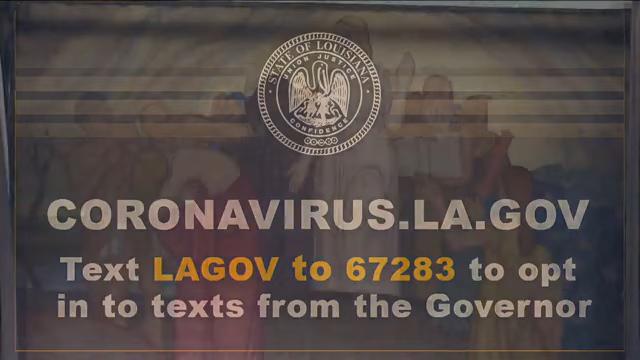 STATE OF LOUISIANA
UNION JUSTICE
CONFIDENCE
CORONAVIRUS.LA.GOV
Text LAGOV to 67283 to opt
in to texts from the Governor